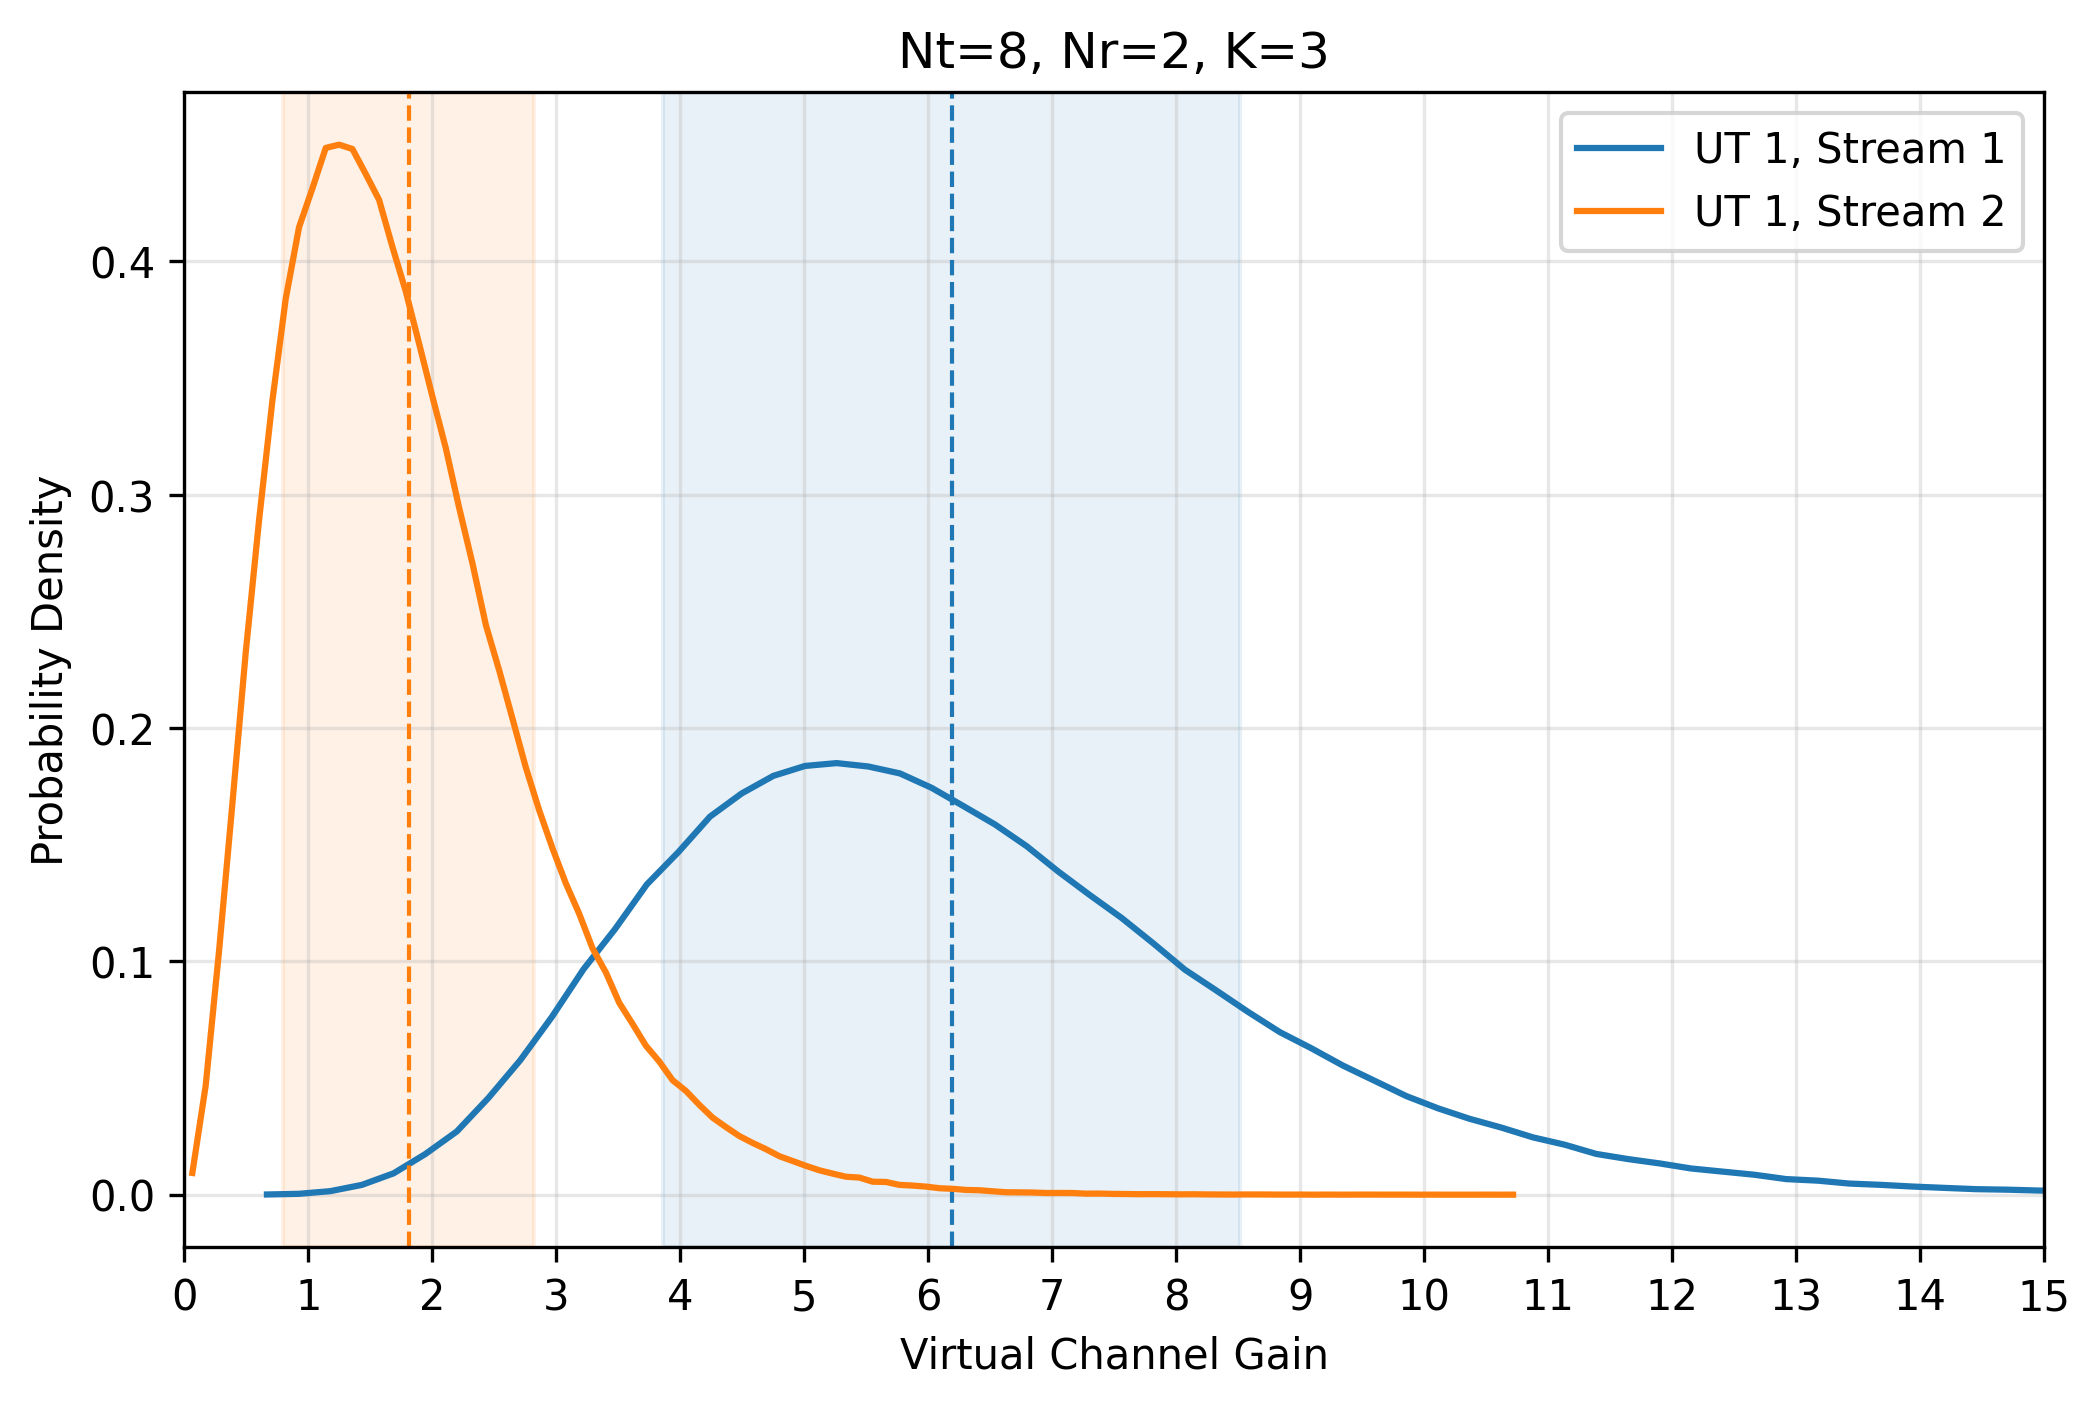 Nt=8, Nr=2, K=3
UT 1, Stream 1
UT 1, Stream 2
Probability Density
0.4
0.3
0.2
0.1
0.0
0 1 2 3 4 5 6 7 8 9 10 11 12 13 14 15
Virtual Channel Gain